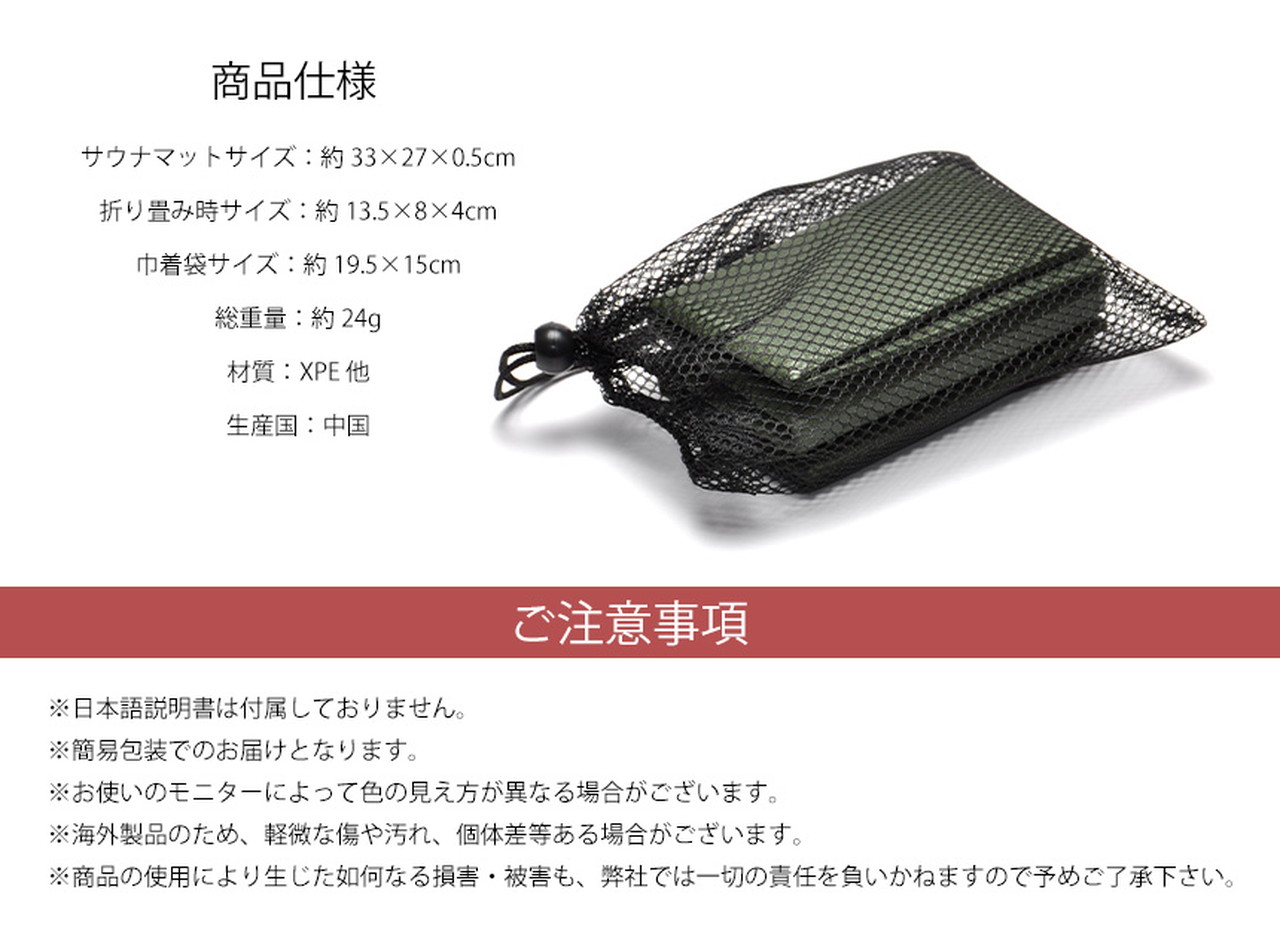 商品仕様
サウナマットサイズ：約 33×27×0.5cm
折り畳み時サイズ：約 13.5×8×4cm
巾着袋サイズ：約 19.5×15cm
総重量：約 24g
材質：XPE 他
生産国：中国
ご注意事項
※日本語説明書は付属しておりません。
※簡易包装でのお届けとなります。
※お使いのモニターによって色の見え方が異なる場合がございます。
※海外製品のため、軽微な傷や汚れ、個体差等ある場合がございます。
※商品の使用により生じた如何なる損害・被害も、弊社では一切の責任を負いかねますので予めご了承下さい。